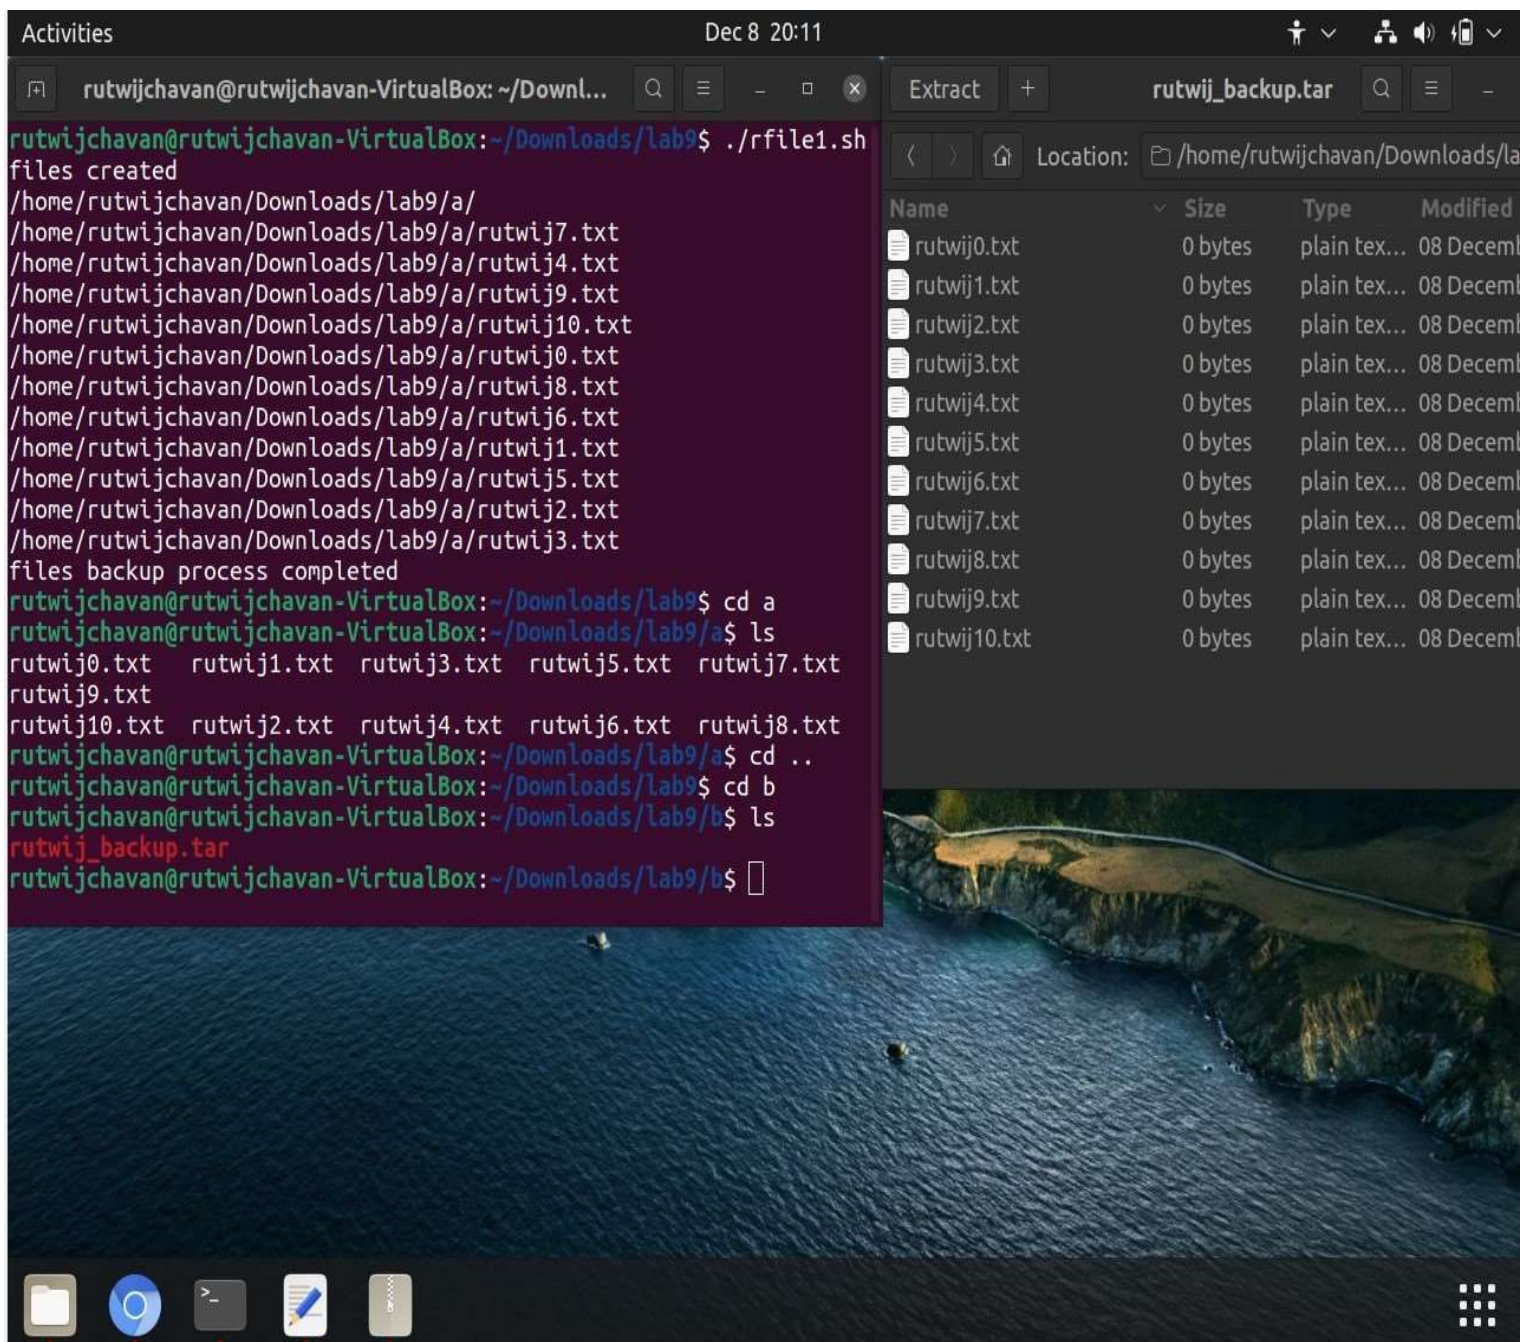 Activities
Dec 8 20:11
rutwijchavan@rutwijchavan-VirtualBox: ~/Downl...
rutwijchavan@rutwijchavan-VirtualBox:~/Downloads/lab9$ ./rfile1.sh
files created
/home/rutwijchavan/Downloads/lab9/a/
/home/rutwijchavan/Downloads/lab9/a/rutwij7.txt
/home/rutwijchavan/Downloads/lab9/a/rutwij4.txt
/home/rutwijchavan/Downloads/lab9/a/rutwij9.txt
/home/rutwijchavan/Downloads/lab9/a/rutwij10.txt
/home/rutwijchavan/Downloads/lab9/a/rutwij0.txt
/home/rutwijchavan/Downloads/lab9/a/rutwij8.txt
/home/rutwijchavan/Downloads/lab9/a/rutwij6.txt
/home/rutwijchavan/Downloads/lab9/a/rutwij1.txt
/home/rutwijchavan/Downloads/lab9/a/rutwij5.txt
/home/rutwijchavan/Downloads/lab9/a/rutwij2.txt
/home/rutwijchavan/Downloads/lab9/a/rutwij3.txt
files backup process completed
rutwijchavan@rutwijchavan-VirtualBox:~/Downloads/lab9$ cd a
rutwijchavan@rutwijchavan-VirtualBox:~/Downloads/lab9/a$ ls
rutwij0.txt rutwij1.txt rutwij3.txt rutwij5.txt rutwij7.txt
rutwij9.txt
rutwij10.txt rutwij2.txt rutwij4.txt rutwij6.txt rutwij8.txt
rutwijchavan@rutwijchavan-VirtualBox:~/Downloads/lab9/a$ cd ..
rutwijchavan@rutwijchavan-VirtualBox:~/Downloads/lab9$ cd b
rutwijchavan@rutwijchavan-VirtualBox:~/Downloads/lab9/b$ ls
rutwij_backup.tar
rutwijchavan@rutwijchavan-VirtualBox:~/Downloads/lab9/b$
Extract + rutwij_backup.tar
Location: /home/rutwijchavan/Downloads/la
Name Size Type Modified
rutwij0.txt 0 bytes plain tex... 08 Decemb
rutwij1.txt 0 bytes plain tex... 08 Decemb
rutwij2.txt 0 bytes plain tex... 08 Decemb
rutwij3.txt 0 bytes plain tex... 08 Decemb
rutwij4.txt 0 bytes plain tex... 08 Decemb
rutwij5.txt 0 bytes plain tex... 08 Decemb
rutwij6.txt 0 bytes plain tex... 08 Decemb
rutwij7.txt 0 bytes plain tex... 08 Decemb
rutwij8.txt 0 bytes plain tex... 08 Decemb
rutwij9.txt 0 bytes plain tex... 08 Decemb
rutwij10.txt 0 bytes plain tex... 08 Decemb